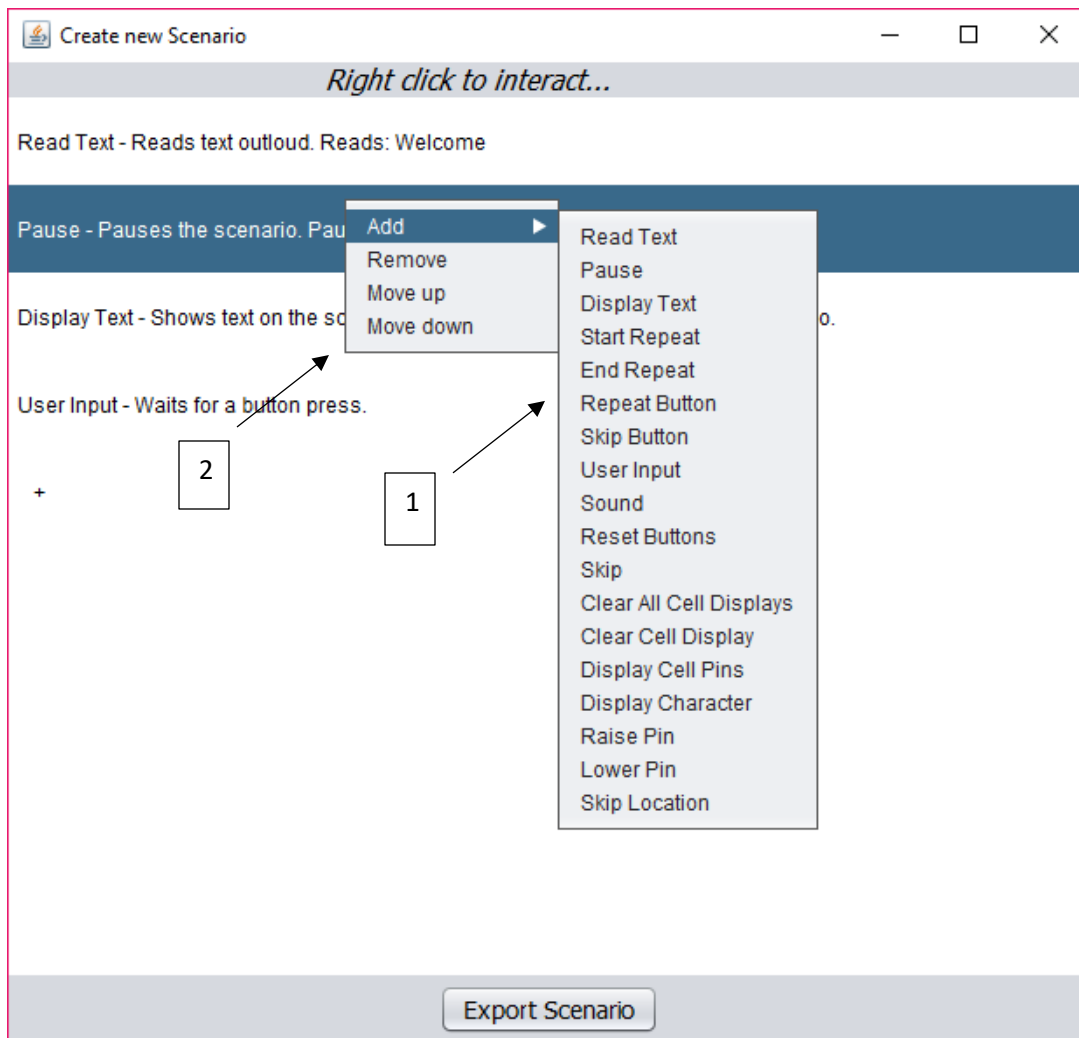 Create new Scenario
Right click to interact...
Read Text - Reads text outloud. Reads: Welcome
Pause - Pauses the scenario. Pau
Add
Remove
Move up
Move down
Read Text
Pause
Display Text
Start Repeat
End Repeat
Repeat Button
Skip Button
User Input
Sound
Reset Buttons
Skip
Clear All Cell Displays
Clear Cell Display
Display Cell Pins
Display Character
Raise Pin
Lower Pin
Skip Location
Display Text - Shows text on the sc o.
User Input - Waits for a button press.
2
1
+
Export Scenario